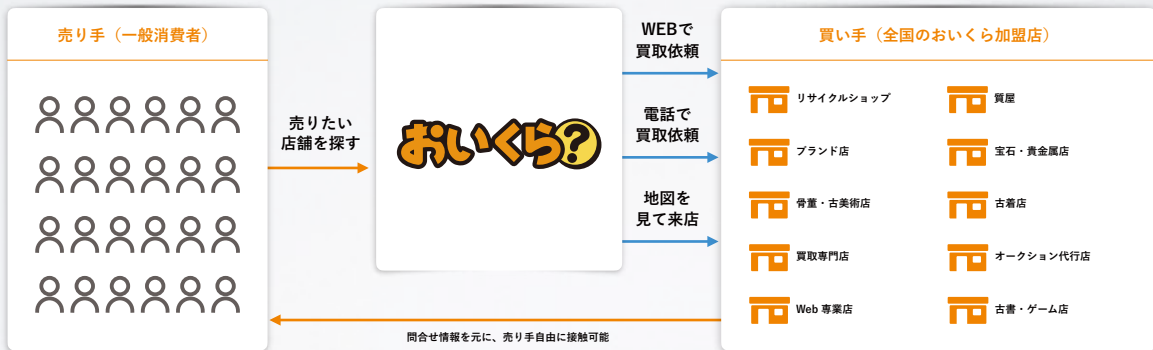 売り手（一般消費者）
売りたい
店舗を探す
おいくら?
WEBで
買取依頼
電話で
買取依頼
地図を
見て来店
買い手（全国のおいくら加盟店）
リサイクルショップ
質屋
ブランド店
宝石・貴金属店
骨董・古美術店
古着店
買取専門店
オークション代行店
Web 専業店
古書・ゲーム店
問合せ情報を元に、売り手自由に接触可能